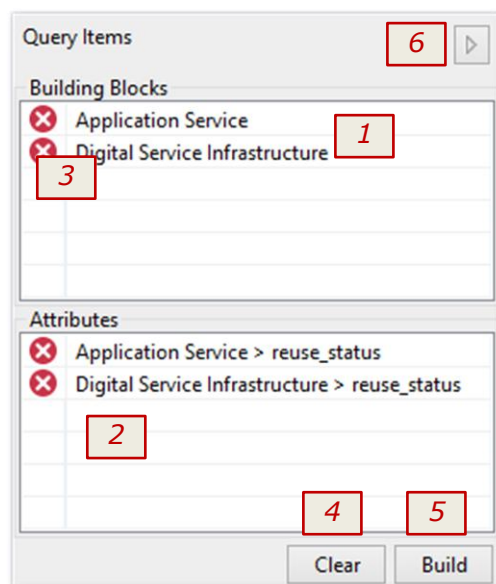 Query Items
6
Building Blocks
Application Service
1
Digital Service Infrastructure
3
Attributes
Application Service > reuse_status
Digital Service Infrastructure > reuse_status
2
4
5
Clear
Build